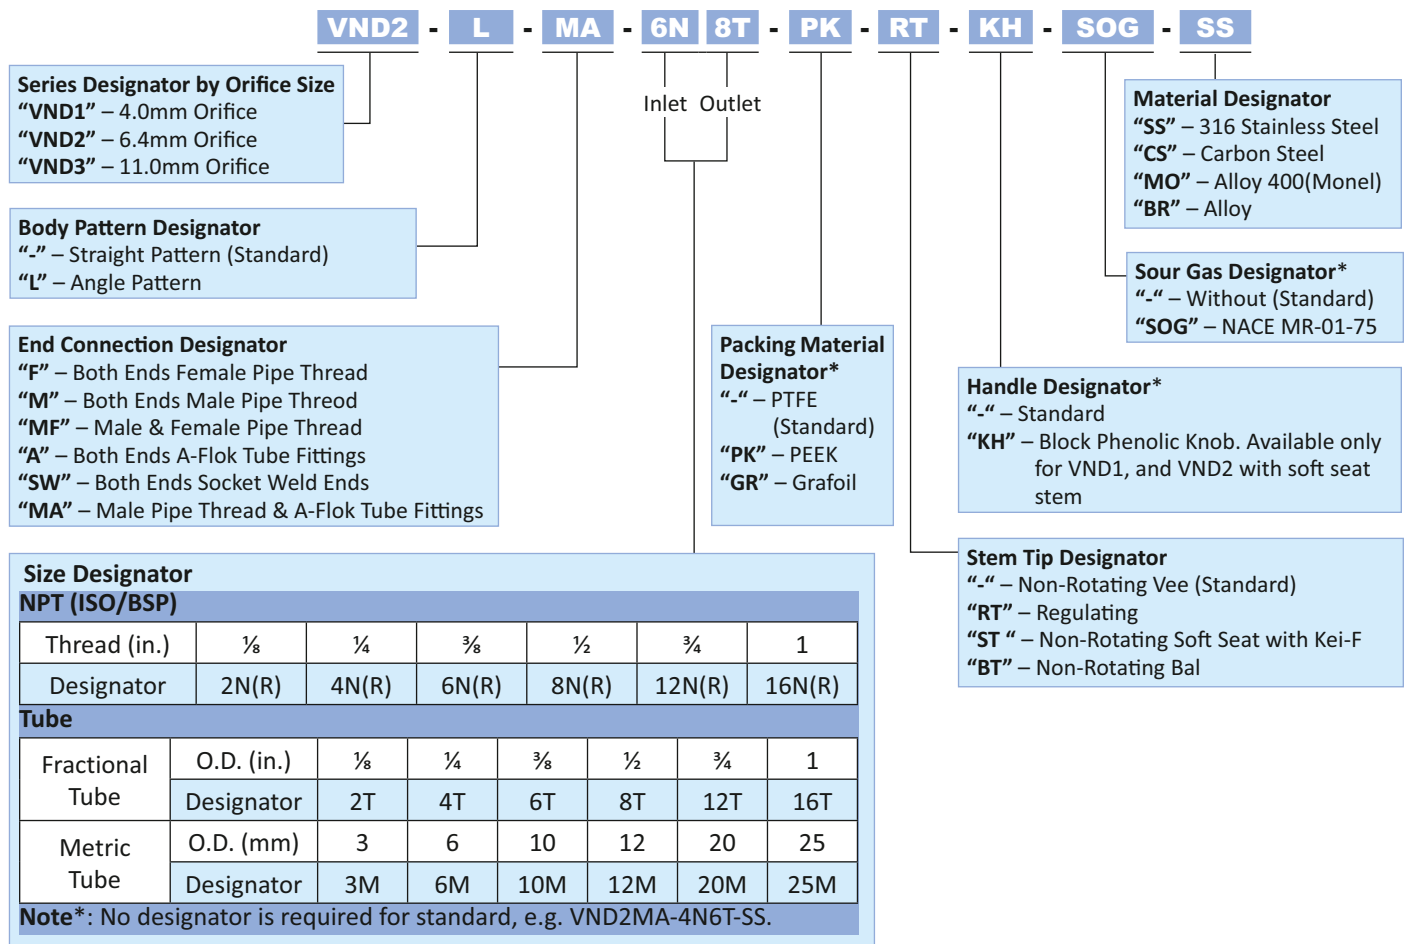 VND2 - L - MA - 6N 8T - PK - RT - KH - SOG - SS
Inlet Outlet
Series Designator by Orifice Size
“VND1” – 4.0mm Orifice
“VND2” – 6.4mm Orifice
“VND3” – 11.0mm Orifice
Body Pattern Designator
“-” – Straight Pattern (Standard)
“L” – Angle Pattern
End Connection Designator
“F” – Both Ends Female Pipe Thread
“M” – Both Ends Male Pipe Threod
“MF” – Male & Female Pipe Thread
“A” – Both Ends A-Flok Tube Fittings
“SW” – Both Ends Socket Weld Ends
“MA” – Male Pipe Thread & A-Flok Tube Fittings
Material Designator
“SS” – 316 Stainless Steel
“CS” – Carbon Steel
“MO” – Alloy 400(Monel)
“BR” – Alloy
Sour Gas Designator*
“-“ – Without (Standard)
“SOG” – NACE MR-01-75
Packing Material
Designator*
“-“ – PTFE
(Standard)
“PK” – PEEK
“GR” – Grafoil
Handle Designator*
“-“ – Standard
“KH” – Block Phenolic Knob. Available only
for VND1, and VND2 with soft seat
stem
Stem Tip Designator
“-“ – Non-Rotating Vee (Standard)
“RT” – Regulating
“ST “ – Non-Rotating Soft Seat with Kei-F
“BT” – Non-Rotating Bal
Size Designator
NPT (ISO/BSP)
Thread (in.) ⅛ ¼ ⅜ ½ ¾ 1
Designator 2N(R) 4N(R) 6N(R) 8N(R) 12N(R) 16N(R)
Tube
Fractional Tube O.D. (in.) ⅛ ¼ ⅜ ½ ¾ 1
Designator 2T 4T 6T 8T 12T 16T
Metric Tube O.D. (mm) 3 6 10 12 20 25
Designator 3M 6M 10M 12M 20M 25M
Note*: No designator is required for standard, e.g. VND2MA-4N6T-SS.